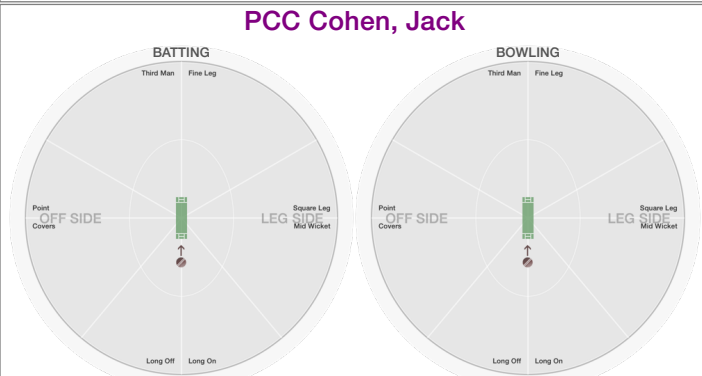 PCC Cohen, Jack
BATTING
Third Man
Fine Leg
Point
OFF SIDE
Covers
Square Leg
LEG SIDE
Mid Wicket
Long Off
Long On
BOWLING
Third Man
Fine Leg
Point
OFF SIDE
Covers
Square Leg
LEG SIDE
Mid Wicket
Long Off
Long On